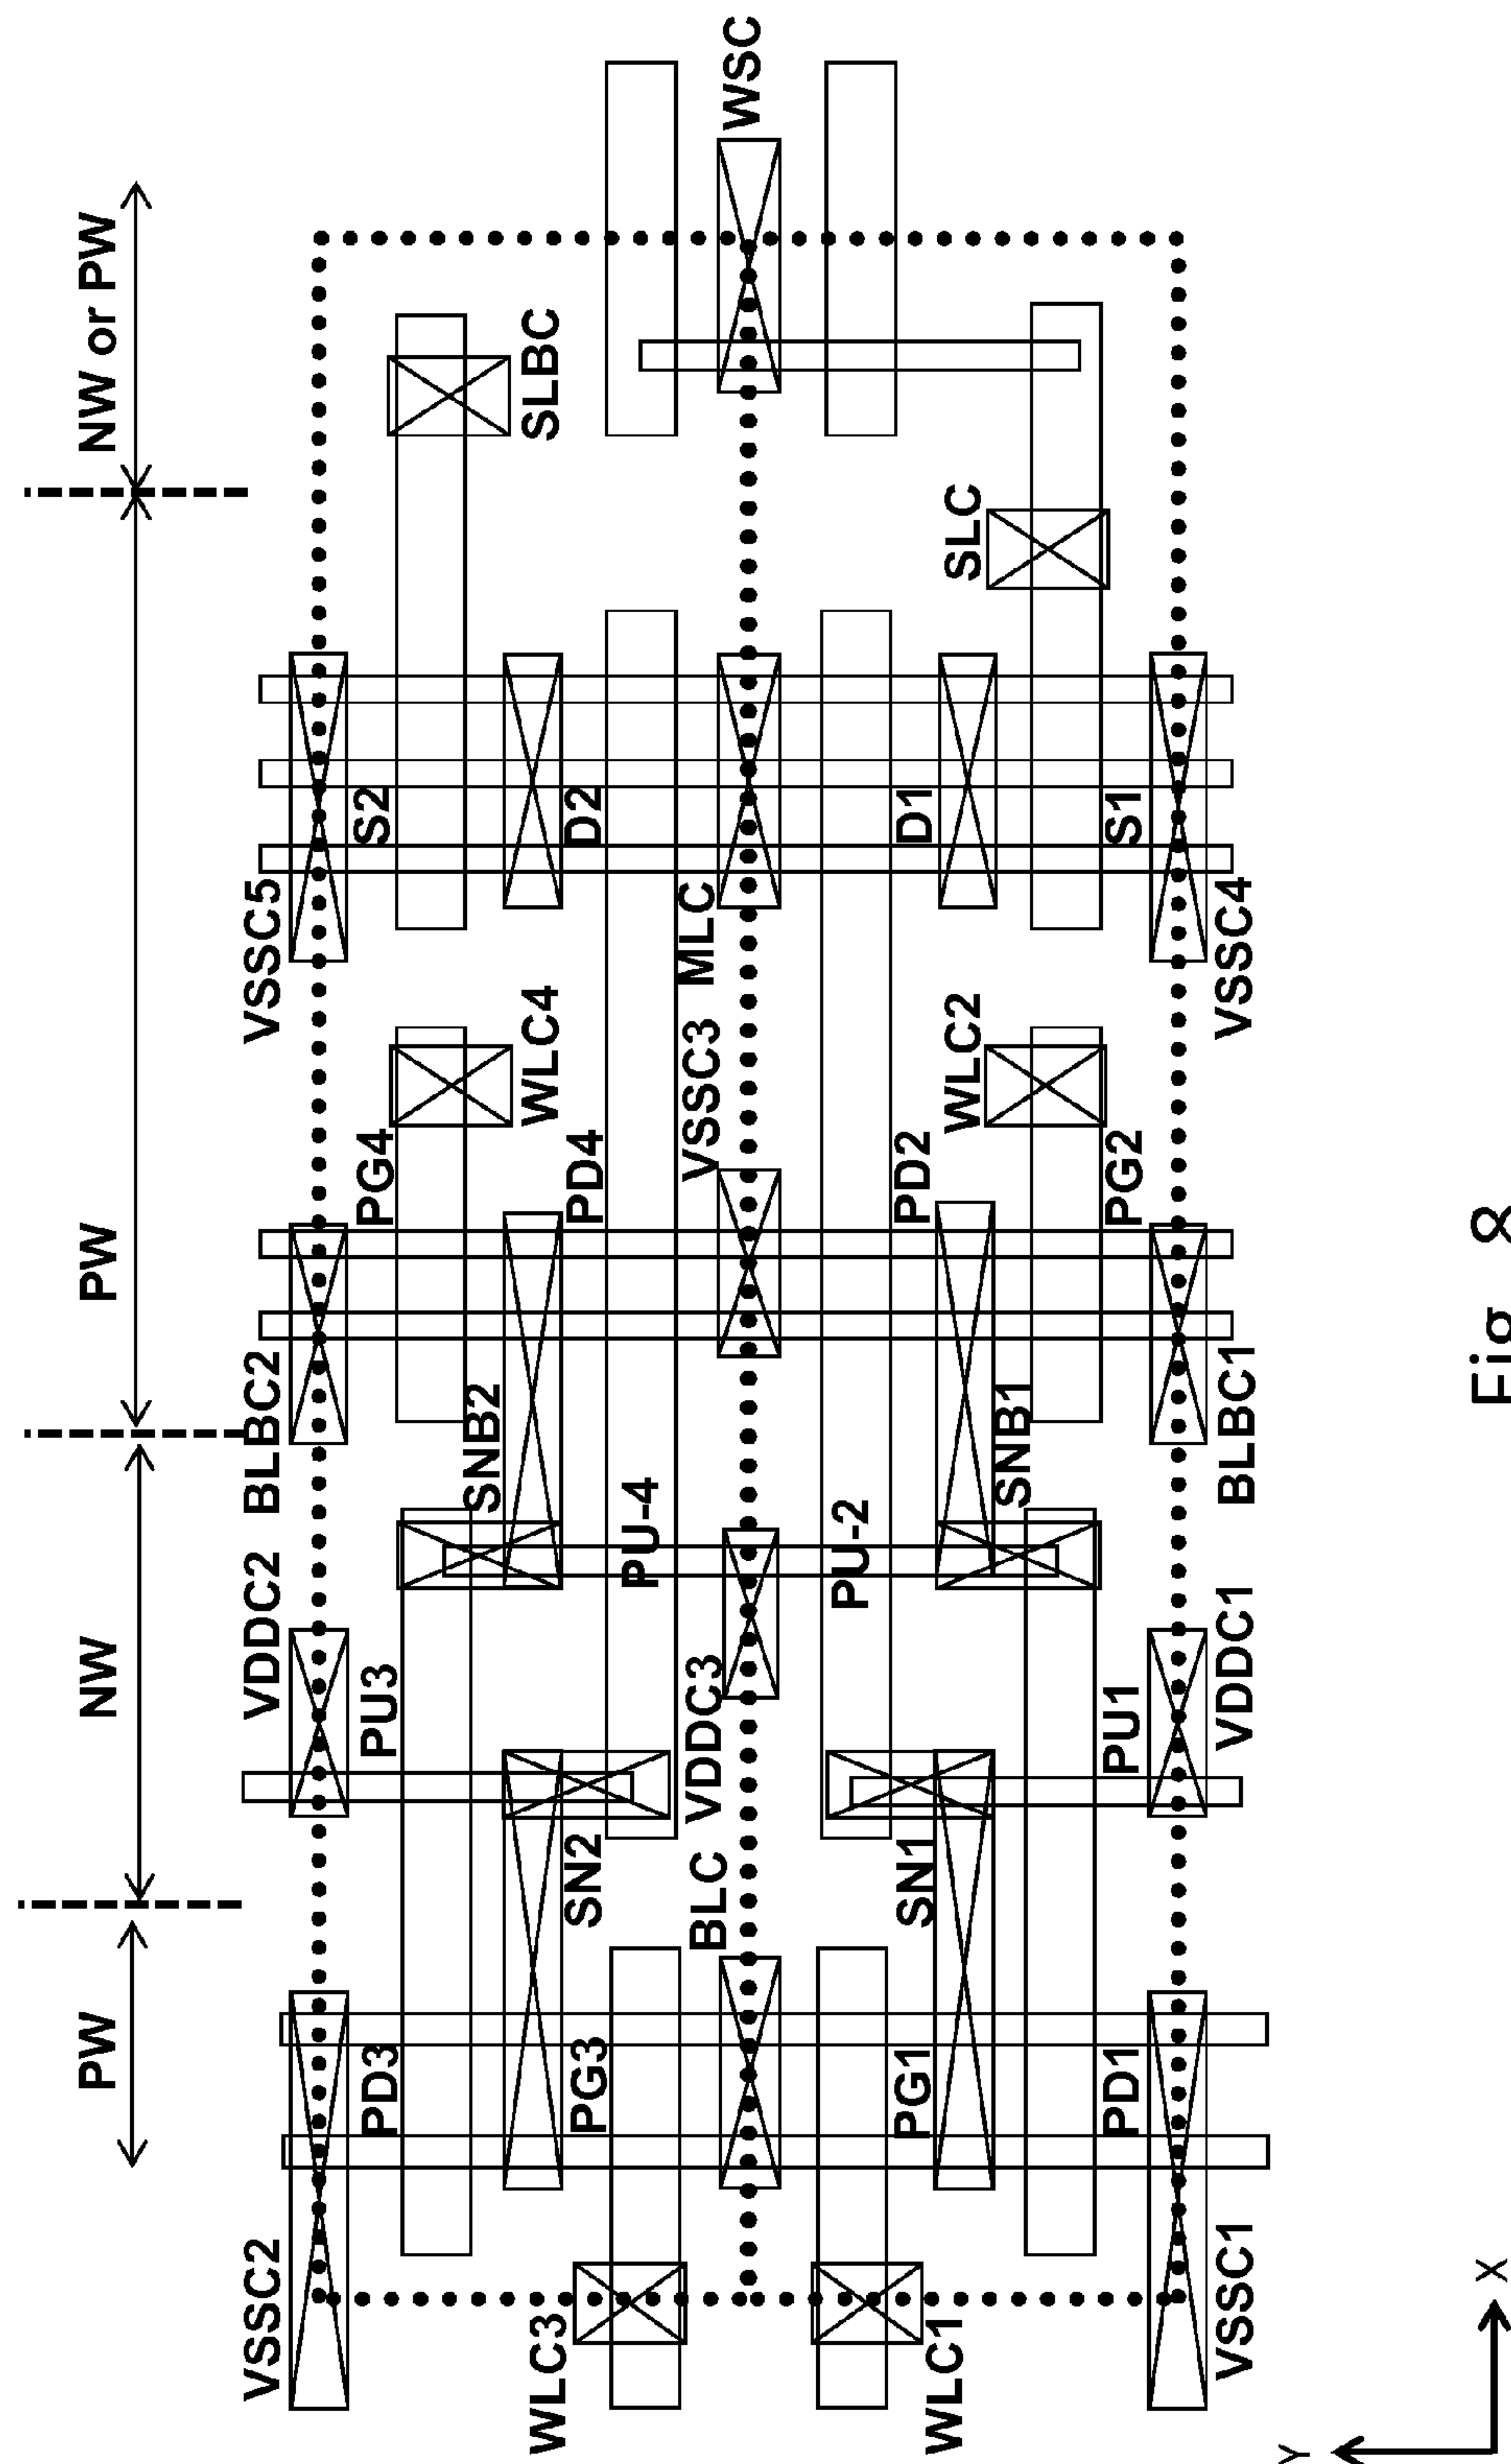 PW
NW
PW
NW or PW
VSSC2
VDDC2
BLBC2
VSSC5
PD3
PU3
PG4
S2
SNB2
WLC4
SLBC
WLC3
PG3
SN2
PU-4
PD4
D2
BLC
VDDC3
VSSC3
MLC
WSC
PU-2
WLC1
PG1
SN1
PD2
D1
WLC2
SLC
SNB1
PD1
PU1
PG2
S1
VSSC1
VDDC1
BLBC1
VSSC4
Y
X
Fig. 8